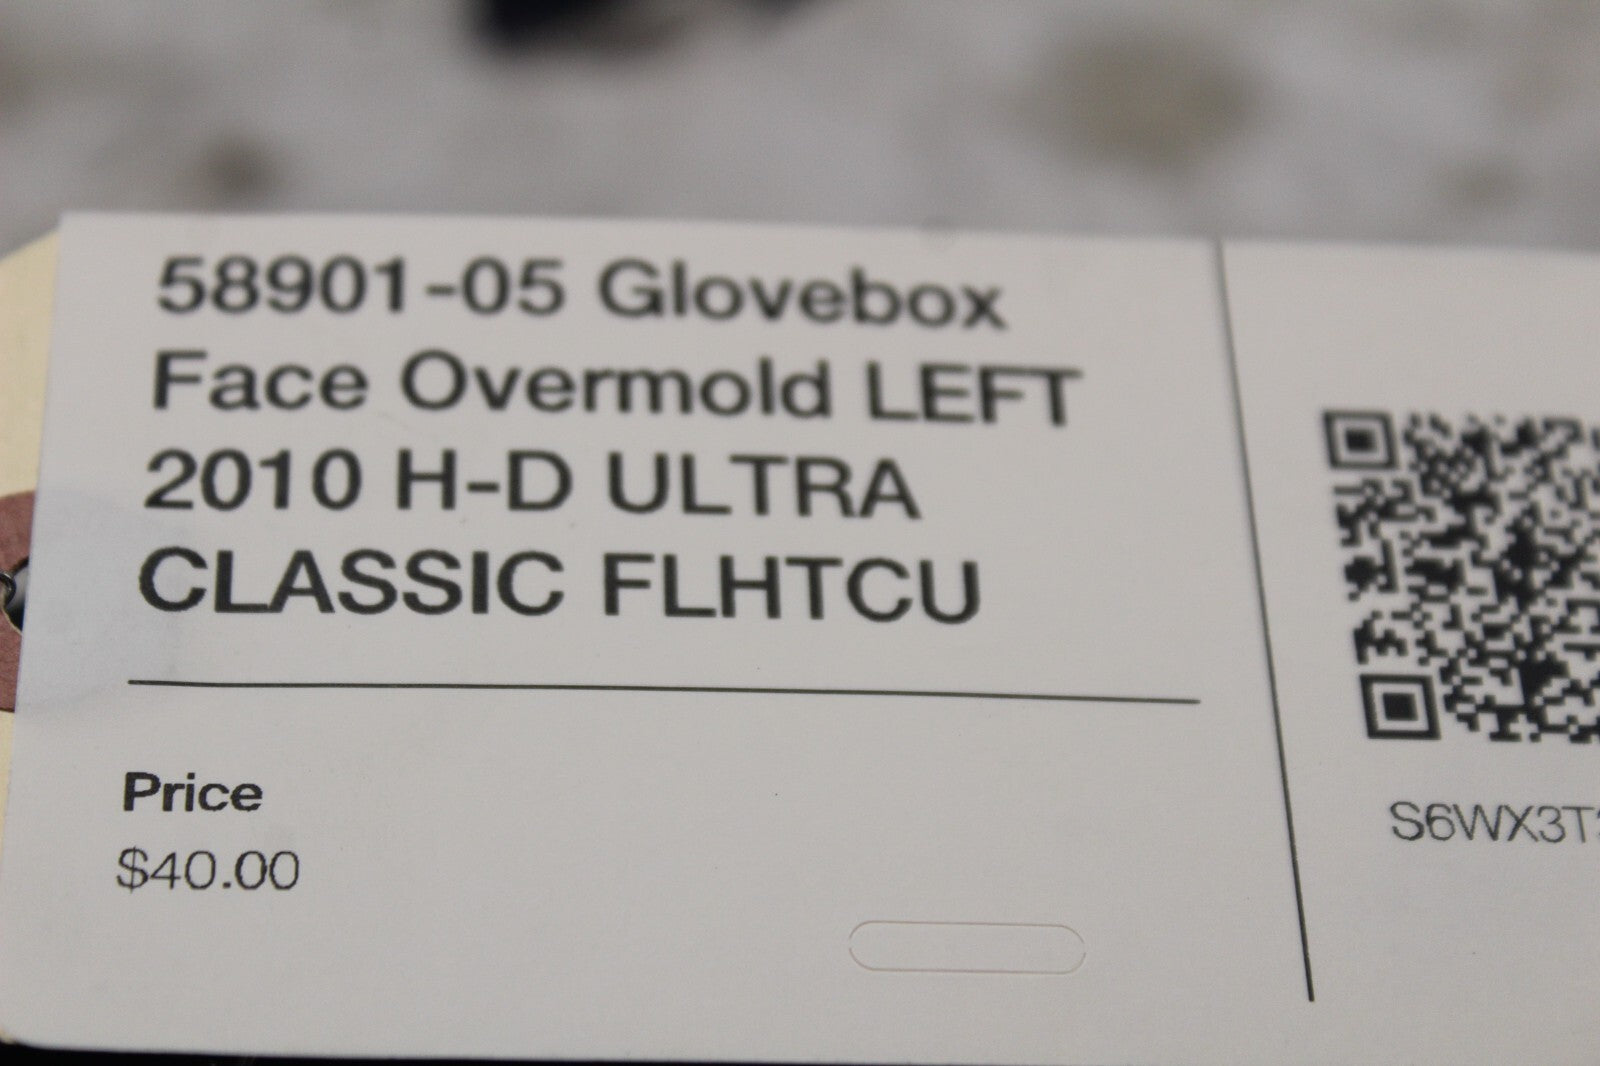 58901-05 Glovebox
Face Overmold LEFT
2010 H-D ULTRA
CLASSIC FLHTCU
Price
$40.00
S6WX3T